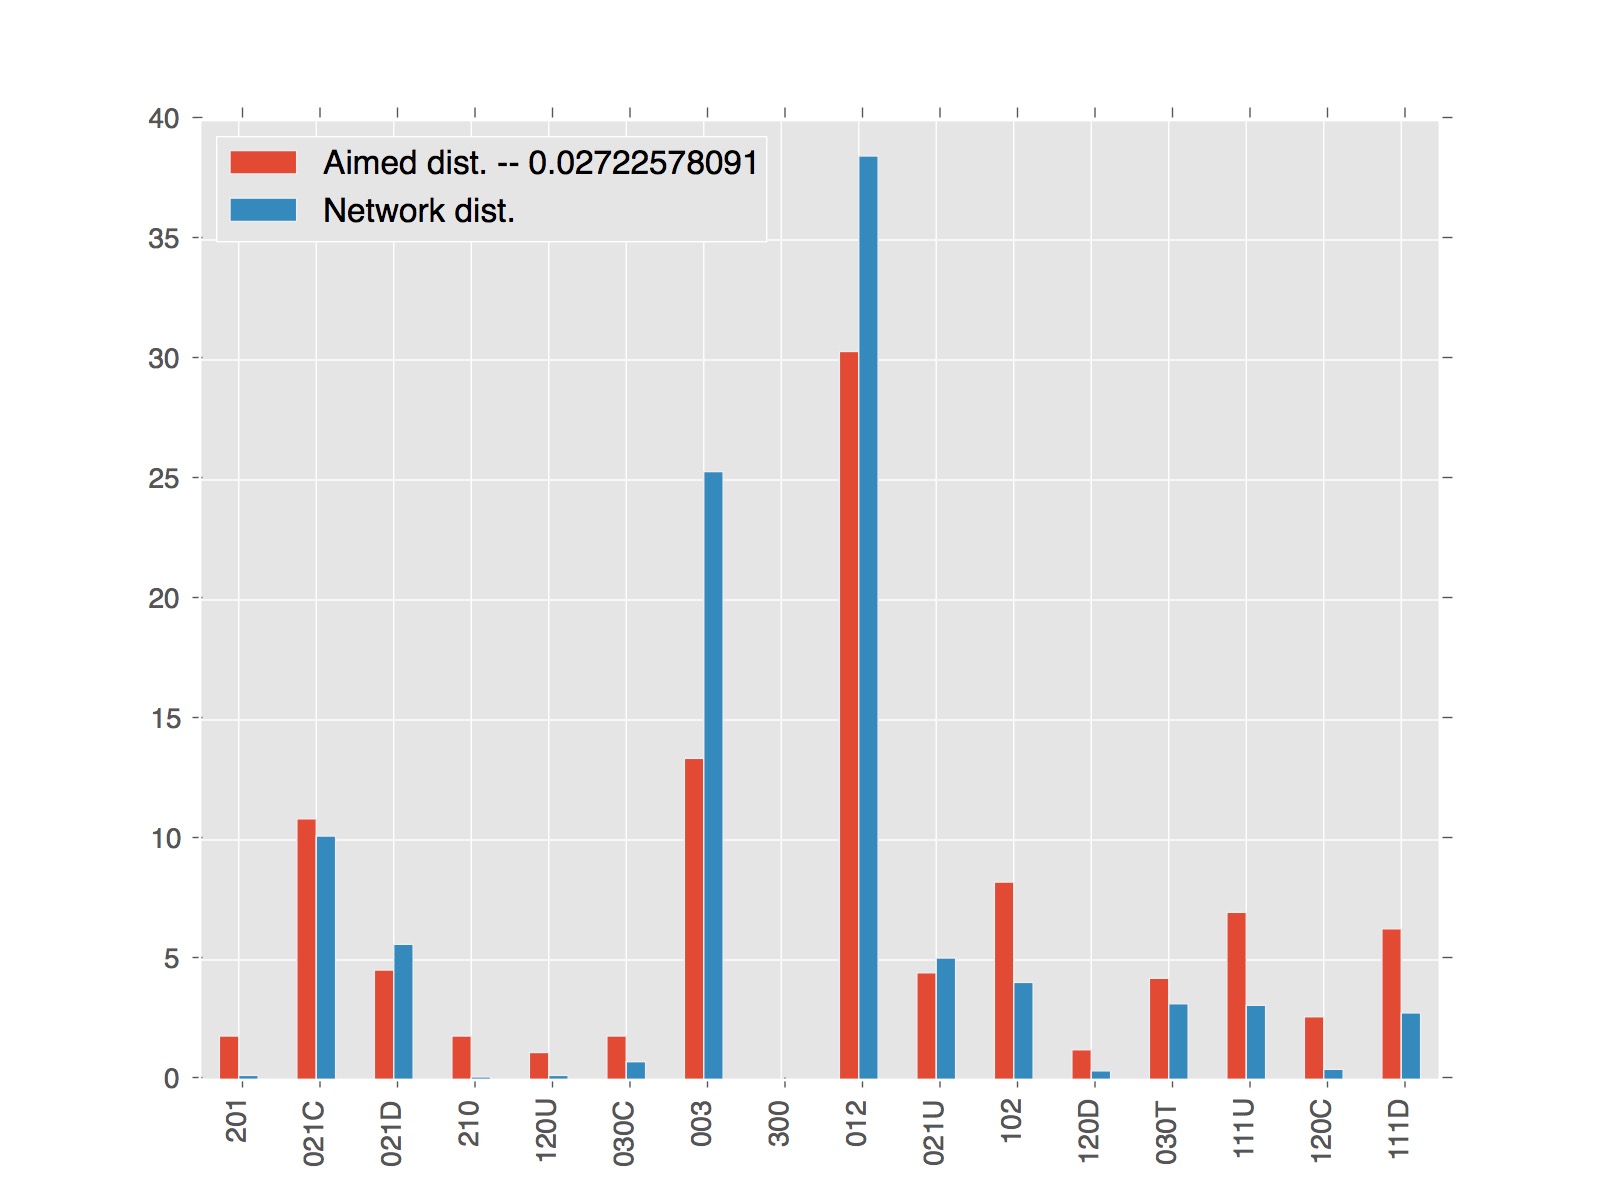 40
35
30
25
20
15
10
5
0
Aimed dist. -- 0.02722578091
Network dist.
201
021C
021D
210
120U
030C
003
300
012
021U
102
120D
030T
111U
120C
111D